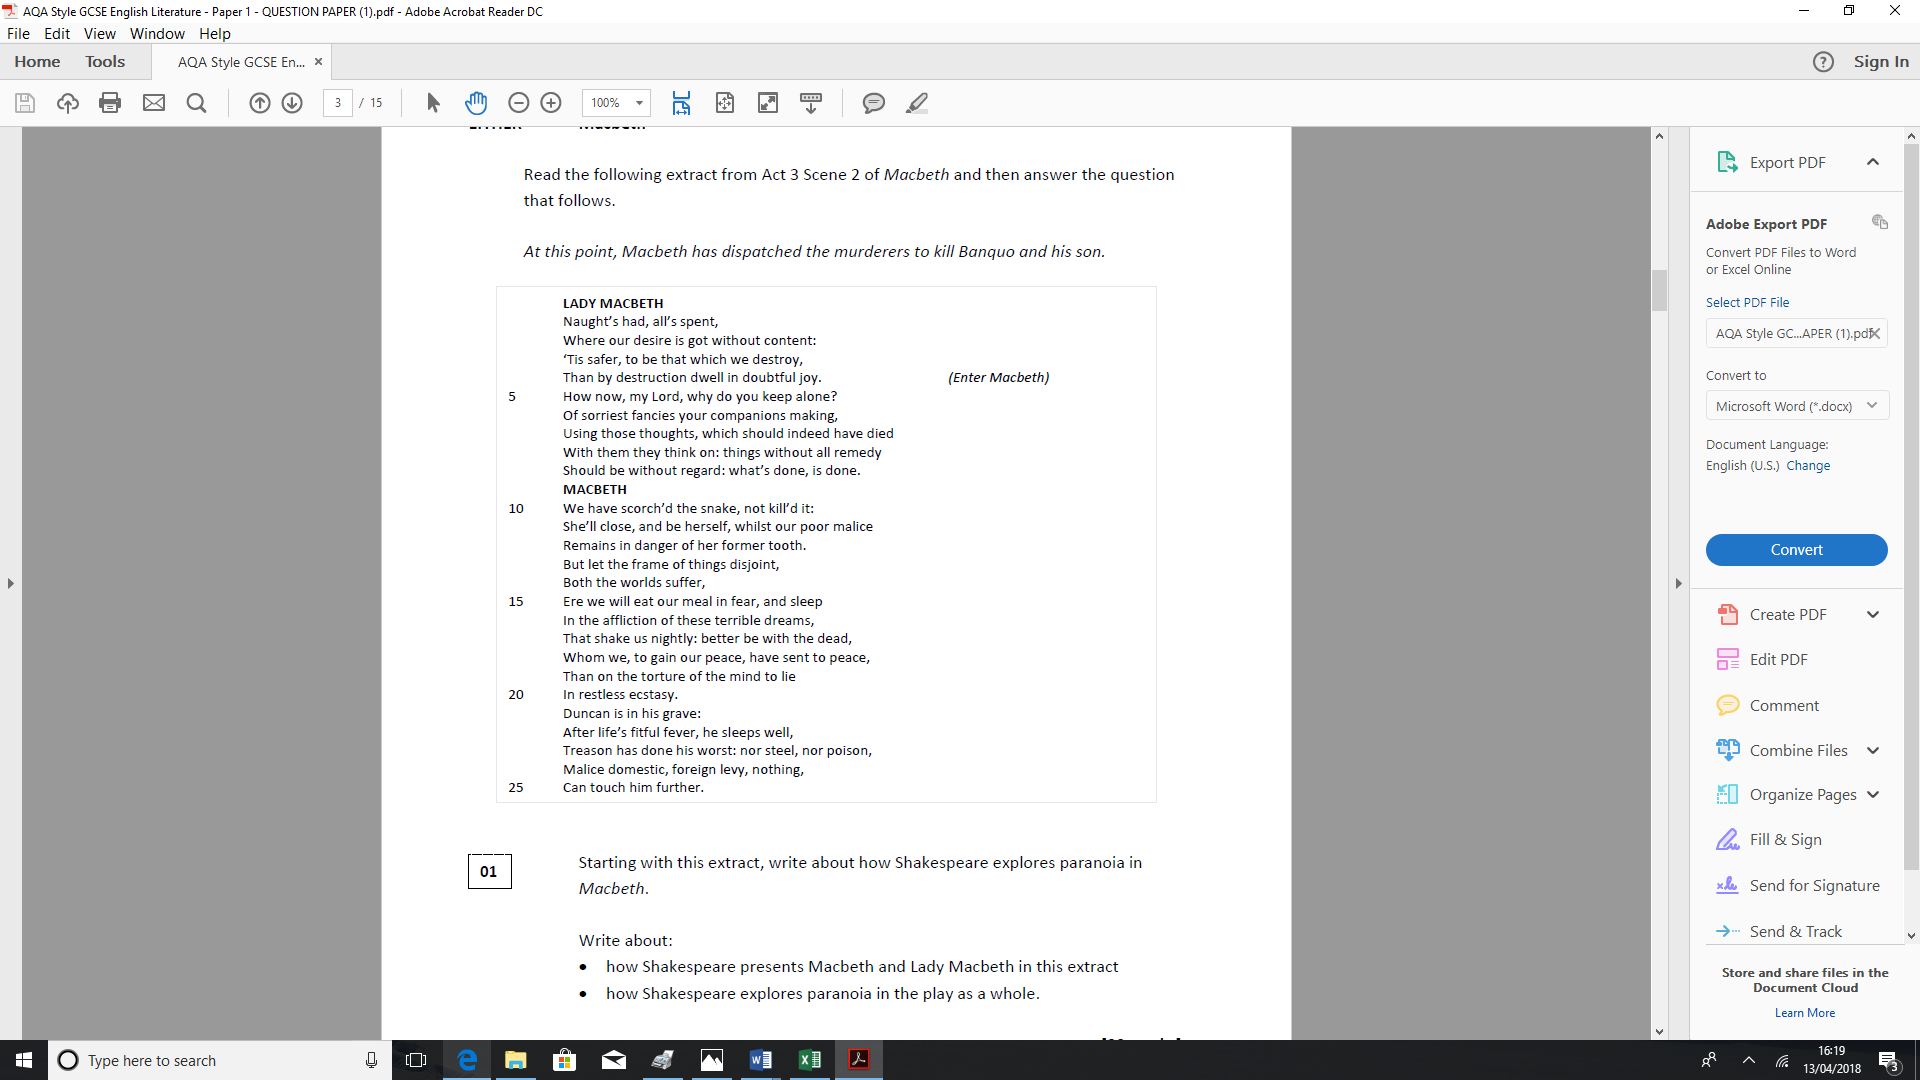 AQA Style GCSE English Literature - Paper 1 - QUESTION PAPER (1).pdf - Adobe Acrobat Reader DC
File Edit View Window Help
Home Tools AQA Style GCSE En... × Sign In
3 / 15 100%
Macbeth
Read the following extract from Act 3 Scene 2 of Macbeth and then answer the question
that follows.
At this point, Macbeth has dispatched the murderers to kill Banquo and his son.
LADY MACBETH
Naught's had, all's spent,
Where our desire is got without content:
'Tis safer, to be that which we destroy,
Than by destruction dwell in doubtful joy. (Enter Macbeth)
5 How now, my Lord, why do you keep alone?
Of sorriest fancies your companions making,
Using those thoughts, which should indeed have died
With them they think on: things without all remedy
Should be without regard: what's done, is done.
MACBETH
10 We have scorch'd the snake, not kill'd it:
She'll close, and be herself, whilst our poor malice
Remains in danger of her former tooth.
But let the frame of things disjoint,
Both the worlds suffer,
15 Ere we will eat our meal in fear, and sleep
In the affliction of these terrible dreams,
That shake us nightly: better be with the dead,
Whom we, to gain our peace, have sent to peace,
Than on the torture of the mind to lie
20 In restless ecstasy.
Duncan is in his grave:
After life's fitful fever, he sleeps well,
Treason has done his worst: nor steel, nor poison,
Malice domestic, foreign levy, nothing,
25 Can touch him further.
01 Starting with this extract, write about how Shakespeare explores paranoia in
Macbeth.
Write about:
• how Shakespeare presents Macbeth and Lady Macbeth in this extract
• how Shakespeare explores paranoia in the play as a whole.
Export PDF
Adobe Export PDF
Convert PDF Files to Word
or Excel Online
Select PDF File
AQA Style GC...APER (1).pdf
Convert to
Microsoft Word (*.docx)
Document Language:
English (U.S.) Change
Convert
Create PDF
Edit PDF
Comment
Combine Files
Organize Pages
Fill & Sign
Send for Signature
Send & Track
Store and share files in the
Document Cloud
Learn More
Type here to search
16:19
13/04/2018
3